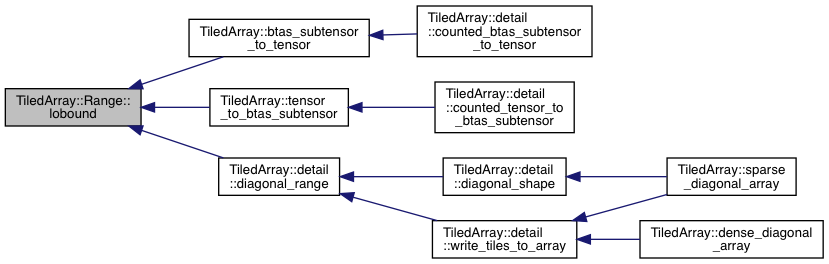 TiledArray::Range::
lobound
TiledArray::btas_subtensor
_to_tensor
TiledArray::detail
::counted_btas_subtensor
_to_tensor
TiledArray::tensor
_to_btas_subtensor
TiledArray::detail
::counted_tensor_to
_btas_subtensor
TiledArray::detail
::diagonal_range
TiledArray::detail
::diagonal_shape
TiledArray::sparse
_diagonal_array
TiledArray::detail
::write_tiles_to_array
TiledArray::dense_diagonal
_array